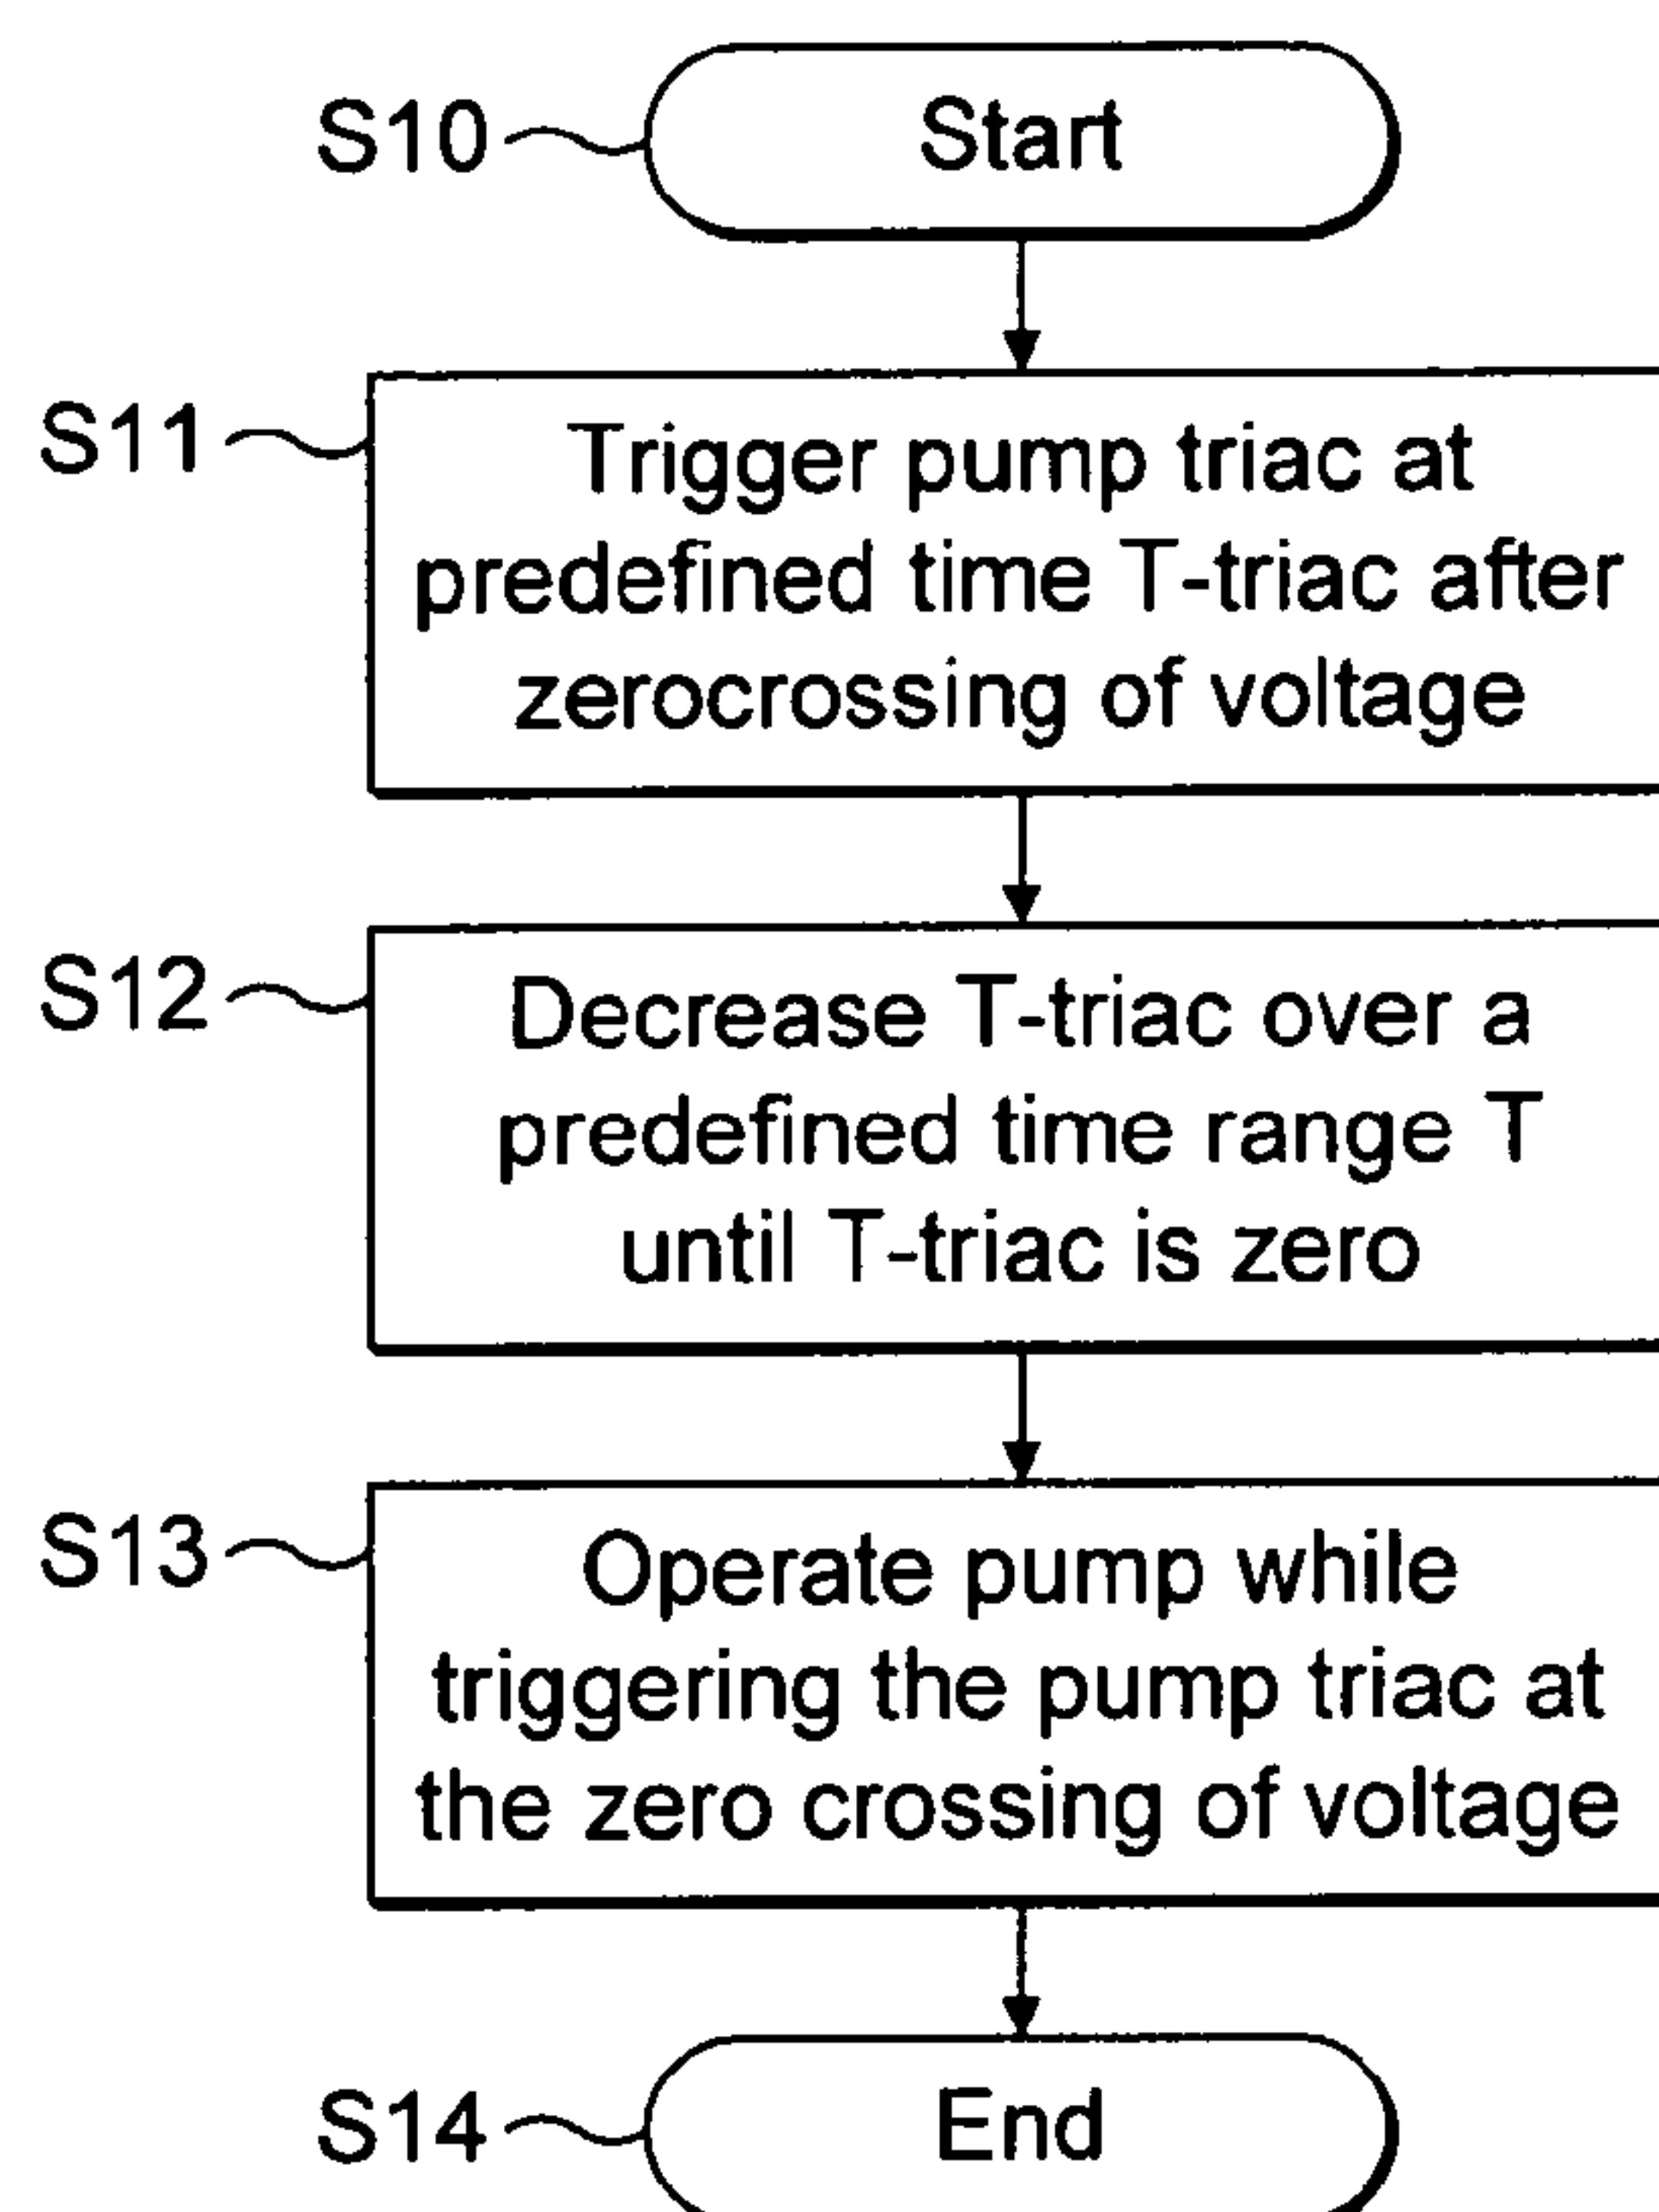 S10
Start
S11
Trigger pump triac at
predefined time T-triac after
zerocrossing of voltage
S12
Decrease T-triac over a
predefined time range T
until T-triac is zero
S13
Operate pump while
triggering the pump triac at
the zero crossing of voltage
S14
End